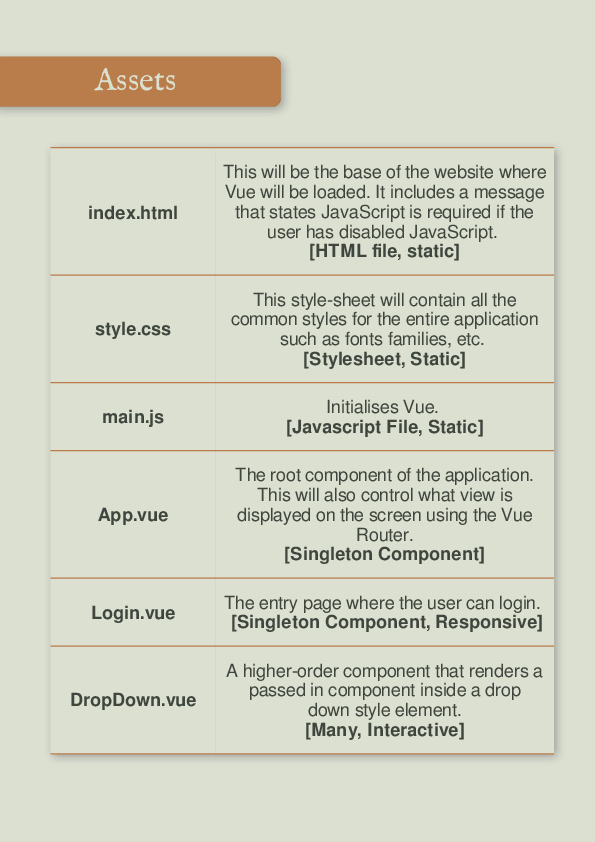 Assets
index.html
This will be the base of the website where
Vue will be loaded. It includes a message
that states JavaScript is required if the
user has disabled JavaScript.
[HTML file, static]
style.css
This style-sheet will contain all the
common styles for the entire application
such as fonts families, etc.
[Stylesheet, Static]
main.js
Initialises Vue.
[Javascript File, Static]
App.vue
The root component of the application.
This will also control what view is
displayed on the screen using the Vue
Router.
[Singleton Component]
Login.vue
The entry page where the user can login.
[Singleton Component, Responsive]
DropDown.vue
A higher-order component that renders a
passed in component inside a drop
down style element.
[Many, Interactive]